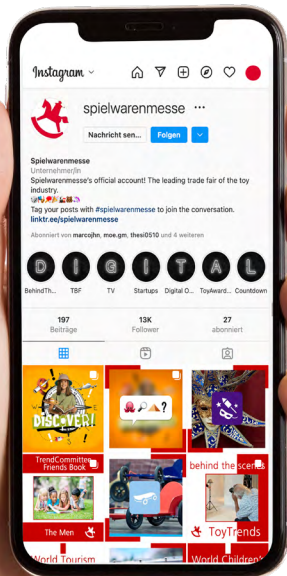 Instagram
spielwarenmesse ...
Nachricht sen... Folgen
Spielwarenmesse
Unternehmer/in
Spielwarenmesse's official account! The leading trade fair of the toy
industry.
Tag your posts with #spielwarenmesse to join the conversation.
linktr.ee/spielwarenmesse
Abonniert von marcojhn, moe.gm, thesi0510 und 4 weiteren
D I G I T A L
BehindTh... TBF TV Startups Digital O... ToyAward... Countdown
197 13K 27
Beiträge Follower abonniert
DISCOVER!
?
TrendCommittee
Friends Book
behind the scenes
The Men
ToyTrends
World Tourism
World Children's